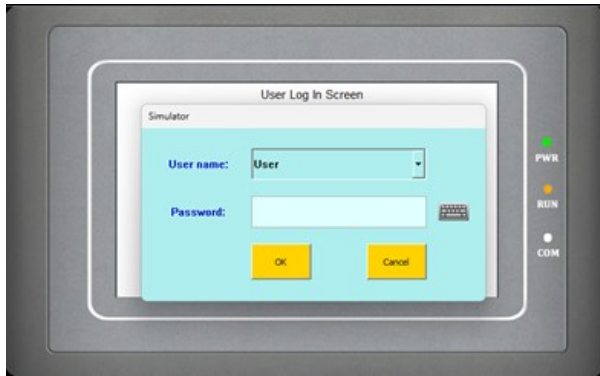 User Log In Screen
Simulator
User name: User
Password:
OK Cancel
PWR
RUN
COM